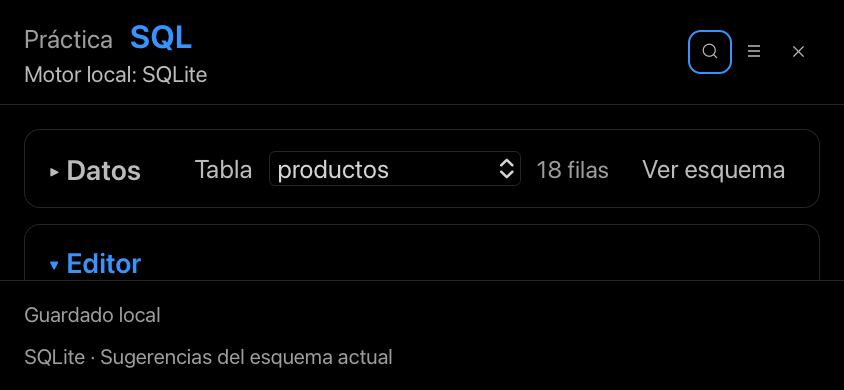 Práctica SQL
Motor local: SQLite
Datos Tabla productos 18 filas Ver esquema
Editor
Guardado local
SQLite · Sugerencias del esquema actual